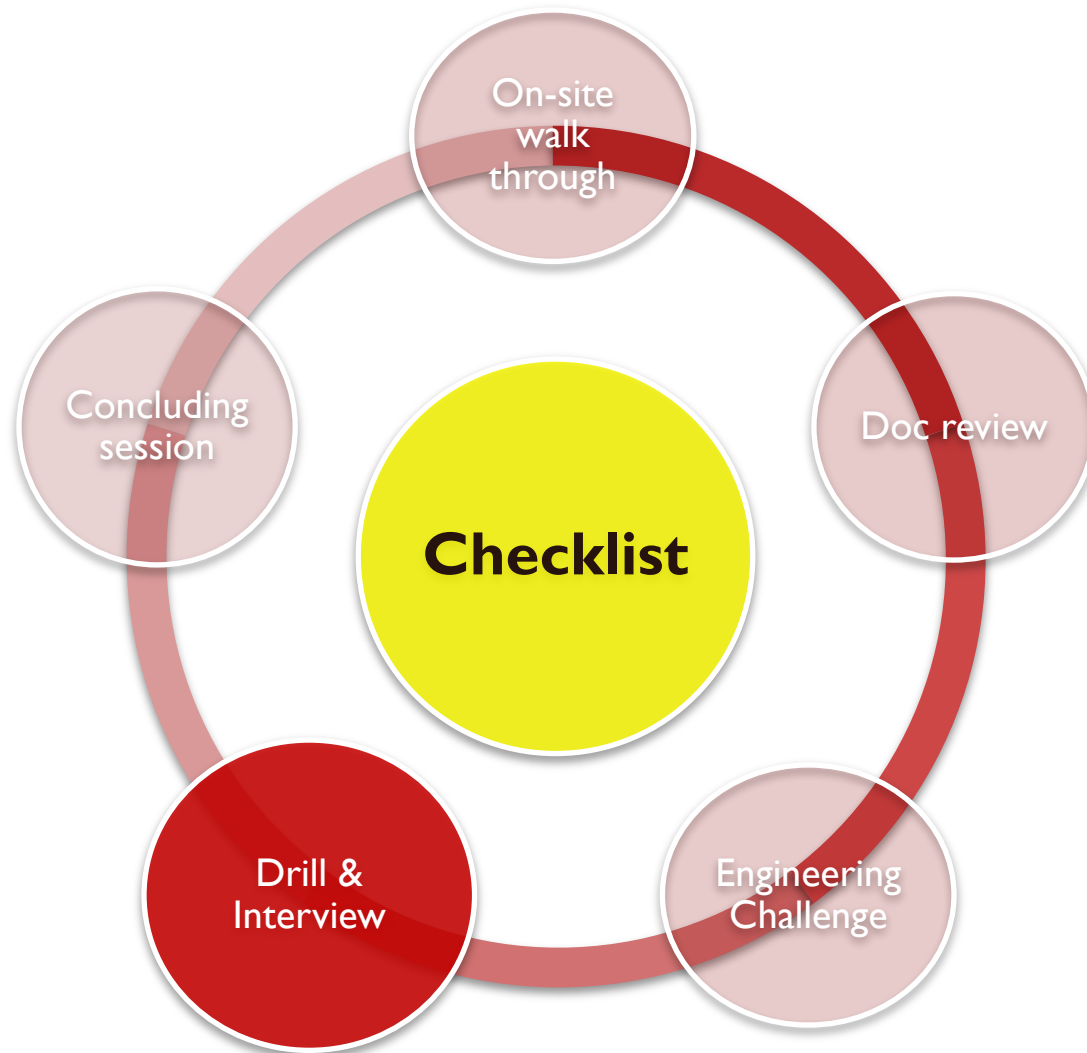 On-site
walk
through
Concluding
session
Doc review
Checklist
Drill &
Interview
Engineering
Challenge